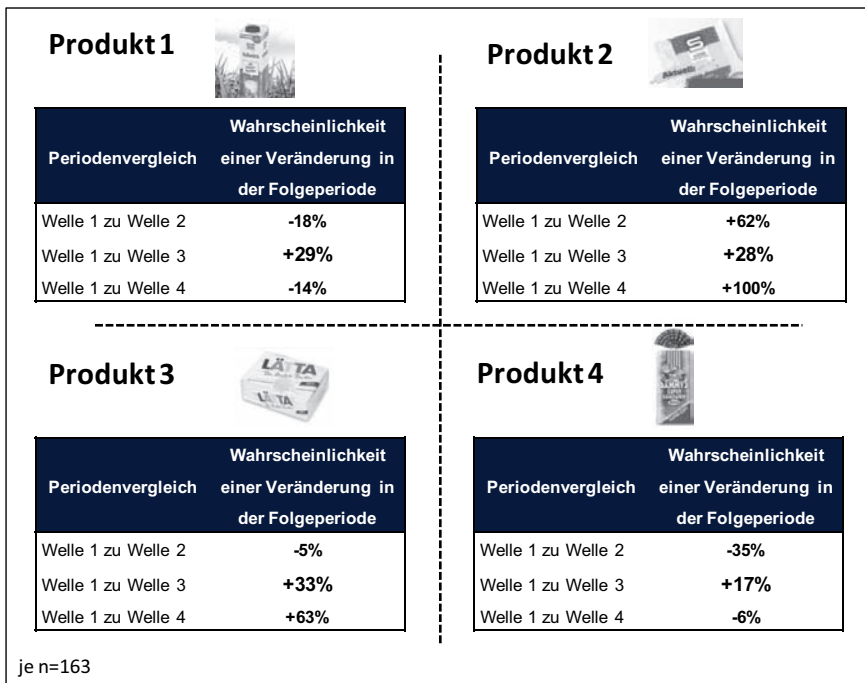 Produkt 1
Periodenvergleich
Wahrscheinlichkeit
einer Veränderung in
der Folgeperiode
Welle 1 zu Welle 2 -18%
Welle 1 zu Welle 3 +29%
Welle 1 zu Welle 4 -14%
Produkt 2
Aktuell
Periodenvergleich
Wahrscheinlichkeit
einer Veränderung in
der Folgeperiode
Welle 1 zu Welle 2 +62%
Welle 1 zu Welle 3 +28%
Welle 1 zu Welle 4 +100%
Produkt 3
LÄTTA
LÄTTA
Periodenvergleich
Wahrscheinlichkeit
einer Veränderung in
der Folgeperiode
Welle 1 zu Welle 2 -5%
Welle 1 zu Welle 3 +33%
Welle 1 zu Welle 4 +63%
Produkt 4
Periodenvergleich
Wahrscheinlichkeit
einer Veränderung in
der Folgeperiode
Welle 1 zu Welle 2 -35%
Welle 1 zu Welle 3 +17%
Welle 1 zu Welle 4 -6%
je n=163